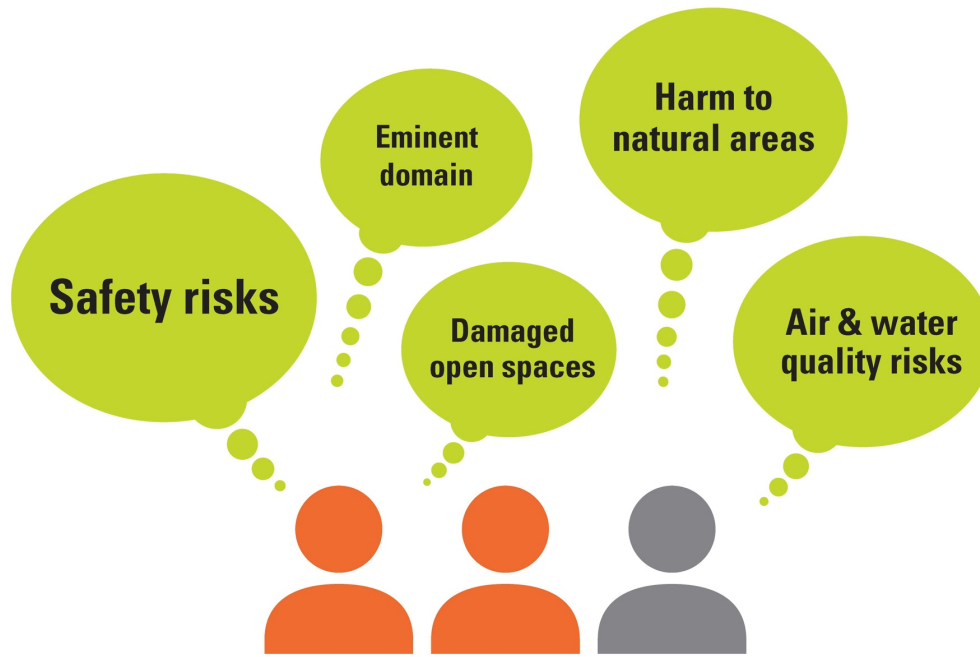 Safety risks
Eminent
domain
Damaged
open spaces
Harm to
natural areas
Air & water
quality risks